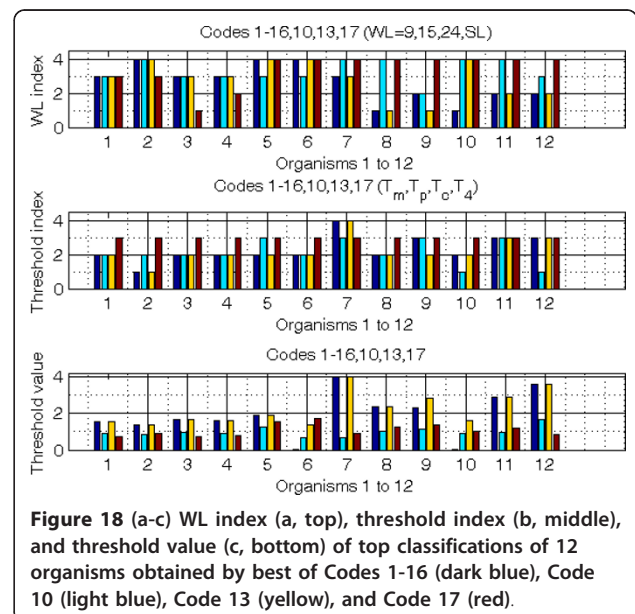 Codes 1-16,10,13,17 (WL=9,15,24,SL)
WL index
4
2
0
1 2 3 4 5 6 7 8 9 10 11 12
Organisms 1 to 12
Codes 1-16,10,13,17 (Tm,Tp,Tc,T4)
Threshold index
4
2
0
1 2 3 4 5 6 7 8 9 10 11 12
Organisms 1 to 12
Codes 1-16,10,13,17
Threshold value
4
2
0
1 2 3 4 5 6 7 8 9 10 11 12
Organisms 1 to 12
Figure 18 (a-c) WL index (a, top), threshold index (b, middle),
and threshold value (c, bottom) of top classifications of 12
organisms obtained by best of Codes 1-16 (dark blue), Code
10 (light blue), Code 13 (yellow), and Code 17 (red).